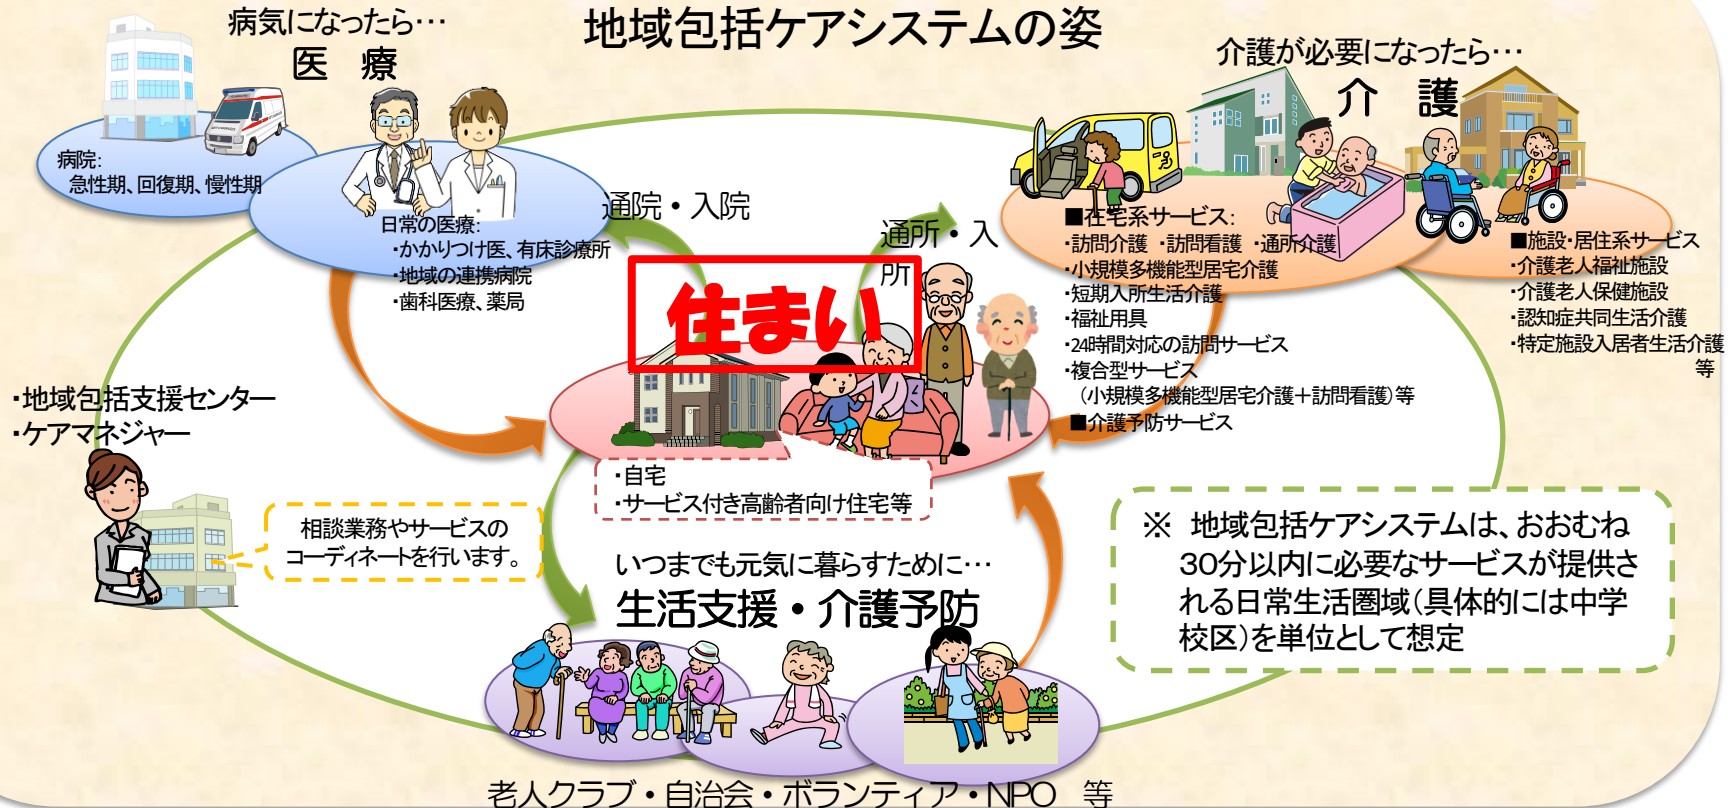 地域包括ケアシステムの姿
病気になったら…
医 療
病院:
急性期、回復期、慢性期
日常の医療:
・かかりつけ医、有床診療所
・地域の連携病院
・歯科医療、薬局
通院・入院
通所・入
所
介護が必要になったら…
介 護
■在宅系サービス:
・訪問介護 ・訪問看護 ・通所介護
・小規模多機能型居宅介護
・短期入所生活介護
・福祉用具
・24時間対応の訪問サービス
・複合型サービス
（小規模多機能型居宅介護＋訪問看護）等
■介護予防サービス
■施設・居住系サービス
・介護老人福祉施設
・介護老人保健施設
・認知症共同生活介護
・特定施設入居者生活介護
等
住まい
・自宅
・サービス付き高齢者向け住宅等
・地域包括支援センター
・ケアマネジャー
相談業務やサービスの
コーディネートを行います。
いつまでも元気に暮らすために…
生活支援・介護予防
老人クラブ・自治会・ボランティア・NPO 等
※ 地域包括ケアシステムは、おおむね
30分以内に必要なサービスが提供さ
れる日常生活圏域（具体的には中学
校区）を単位として想定